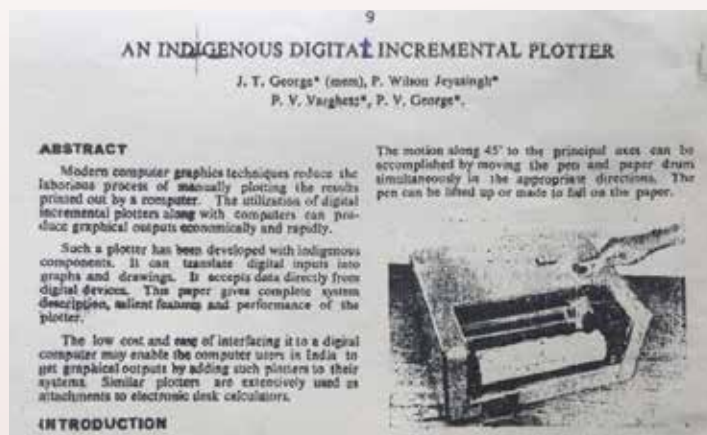 9
AN INDIGENOUS DIGITAL INCREMENTAL PLOTTER
J. T. George* (mem), P. Wilson Jeyasingh*
P. V. Varghese*, P. V. George*.
ABSTRACT
Modern computer graphics techniques reduce the
laborious process of manually plotting the results
printed out by a computer. The utilization of digital
incremental plotters along with computers can pro-
duce graphical outputs economically and rapidly.
Such a plotter has been developed with indigenous
components. It can translate digital inputs into
graphs and drawings. It accepts data directly from
digital devices. This paper gives complete system
description, salient features and performance of the
plotter.
The low cost and ease of interfacing it to a digital
computer may enable the computer users in India to
get graphical outputs by adding such plotters to their
systems. Similar plotters are extensively used as
attachments to electronic desk calculators.
INTRODUCTION
The motion along 45° to the principal axes can be
accomplished by moving the pen and paper drum
simultaneously in the appropriate directions. The
pen can be lifted up or made to fall on the paper.